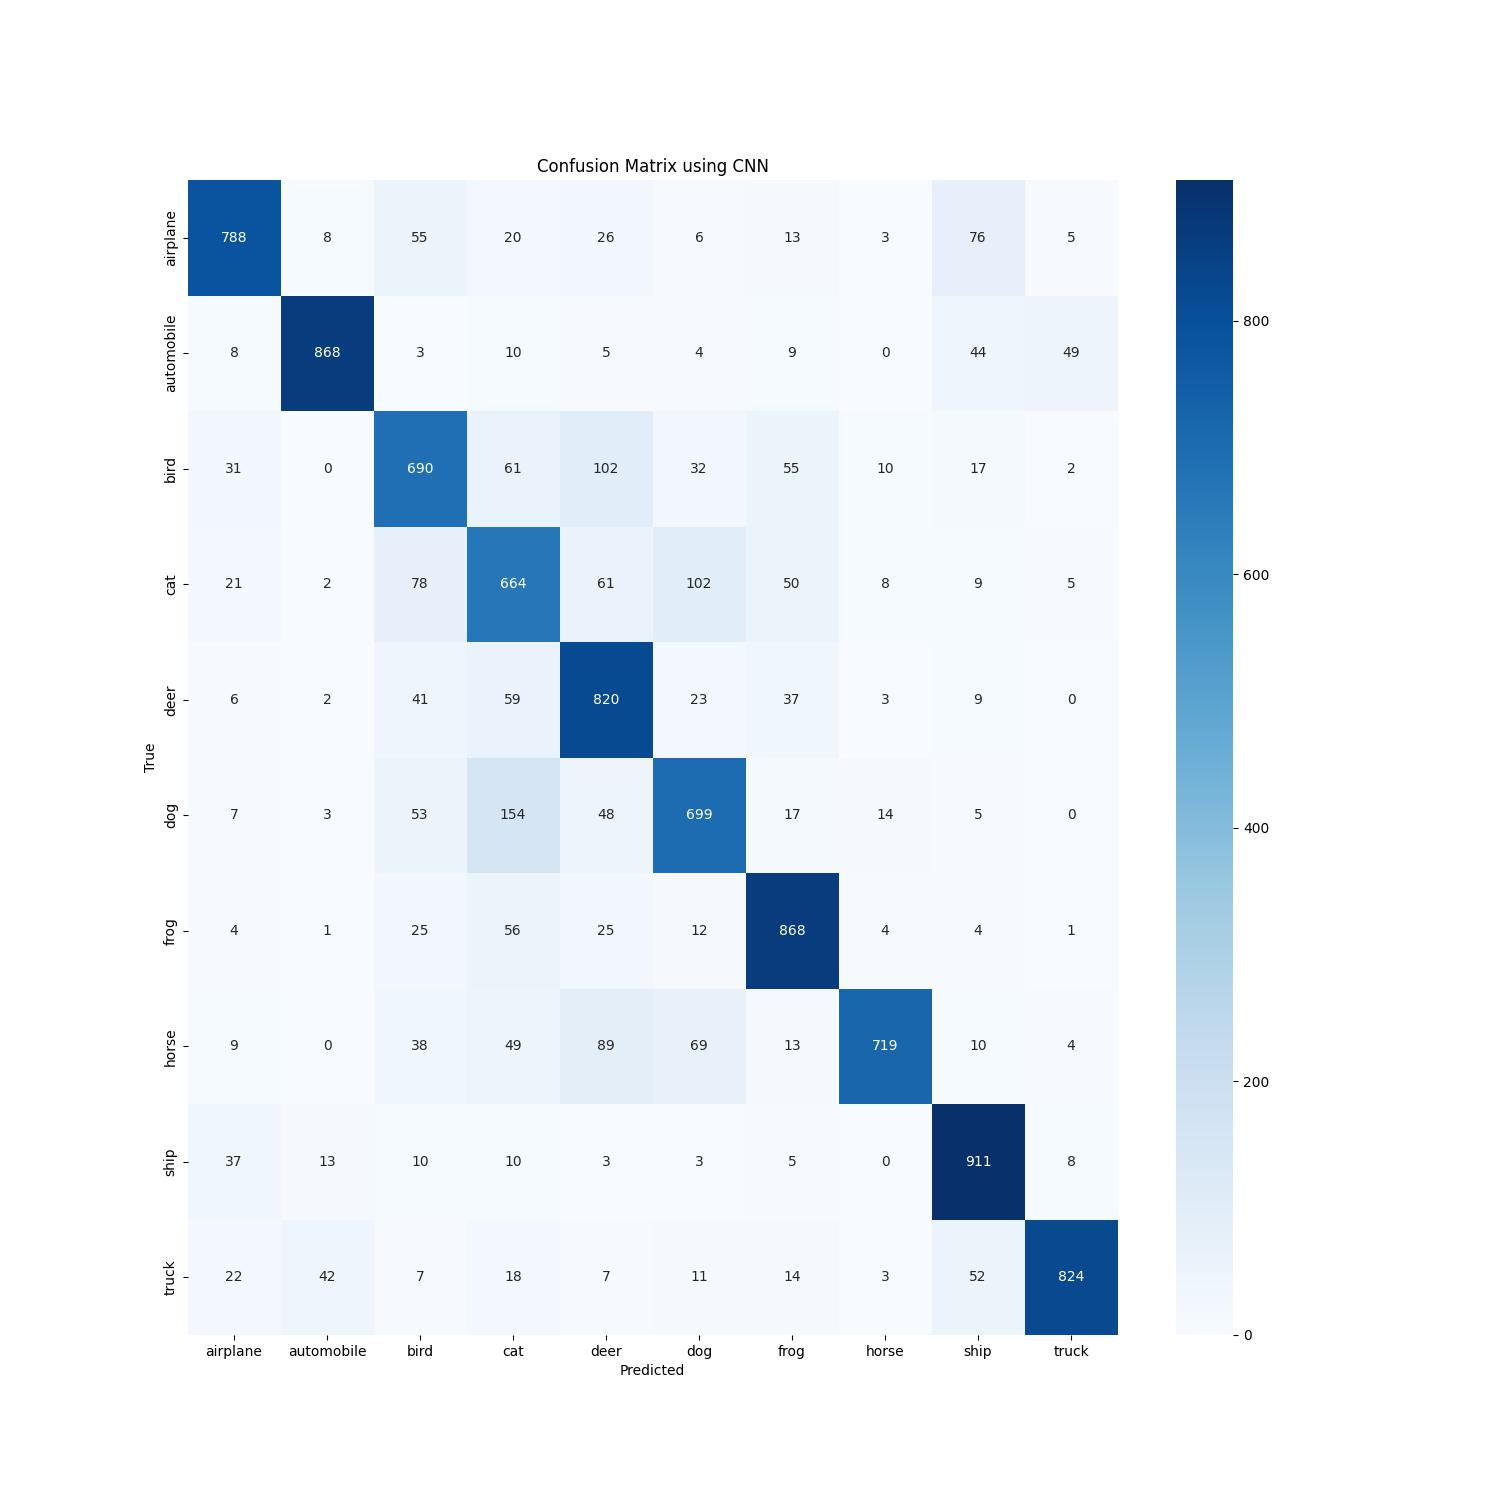 Confusion Matrix using CNN
airplane 788 8 55 20 26 6 13 3 76 5
automobile 8 868 3 10 5 4 9 0 44 49
bird 31 0 690 61 102 32 55 10 17 2
cat 21 2 78 664 61 102 50 8 9 5
deer 6 2 41 59 820 23 37 3 9 0
True
dog 7 3 53 154 48 699 17 14 5 0
frog 4 1 25 56 25 12 868 4 4 1
horse 9 0 38 49 89 69 13 719 10 4
ship 37 13 10 10 3 3 5 0 911 8
truck 22 42 7 18 7 11 14 3 52 824
airplane automobile bird cat deer dog frog horse ship truck
Predicted
800
600
400
200
0